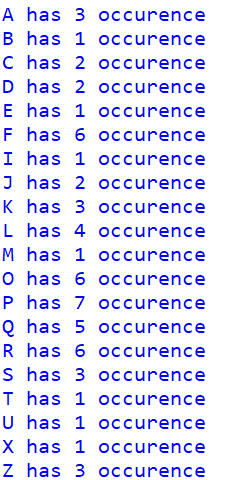 A has 3 occurence
B has 1 occurence
C has 2 occurence
D has 2 occurence
E has 1 occurence
F has 6 occurence
I has 1 occurence
J has 2 occurence
K has 3 occurence
L has 4 occurence
M has 1 occurence
O has 6 occurence
P has 7 occurence
Q has 5 occurence
R has 6 occurence
S has 3 occurence
T has 1 occurence
U has 1 occurence
X has 1 occurence
Z has 3 occurence